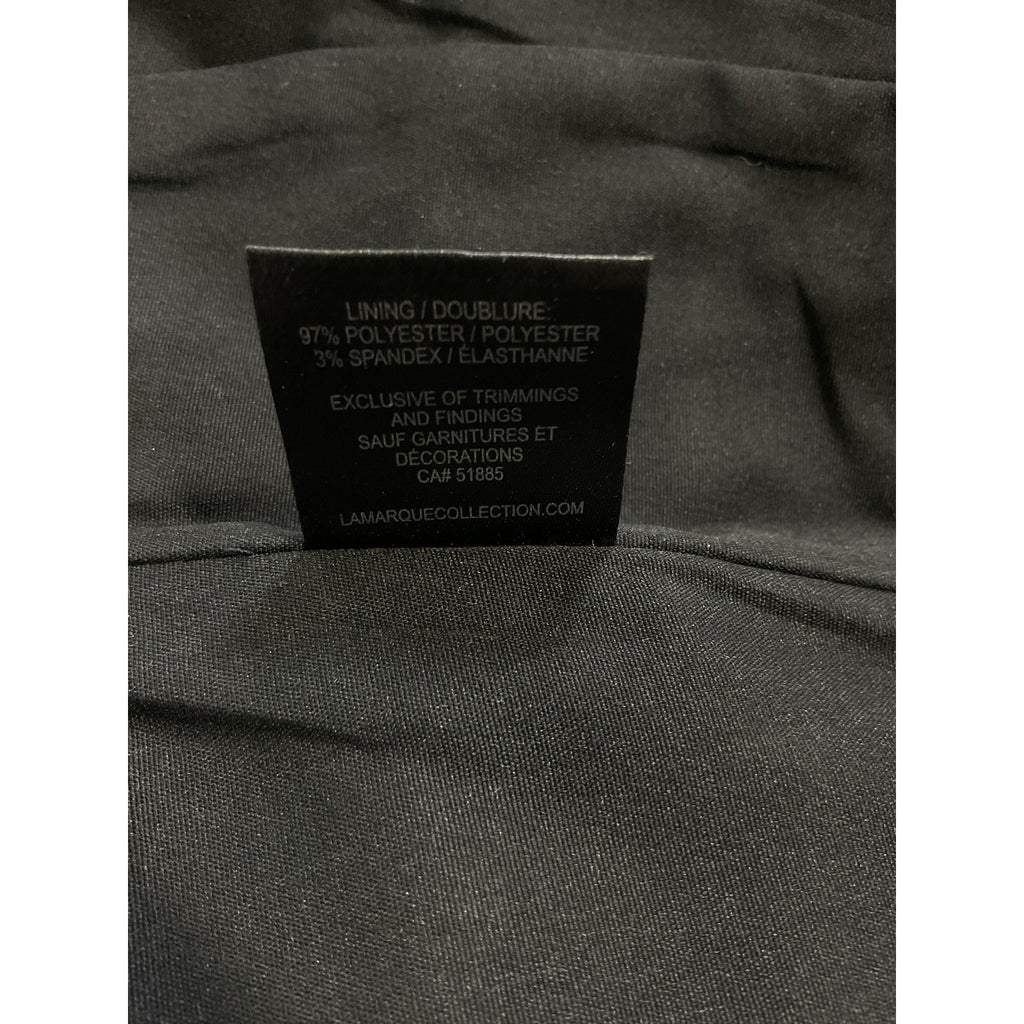 LINING / DOUBLURE:
97% POLYESTER / POLYESTER
3% SPANDEX / ÉLASTHANNE
EXCLUSIVE OF TRIMMINGS
AND FINDINGS
SAUF GARNITURES ET
DÉCORATIONS
CA# 51885
LAMARQUECOLLECTION.COM